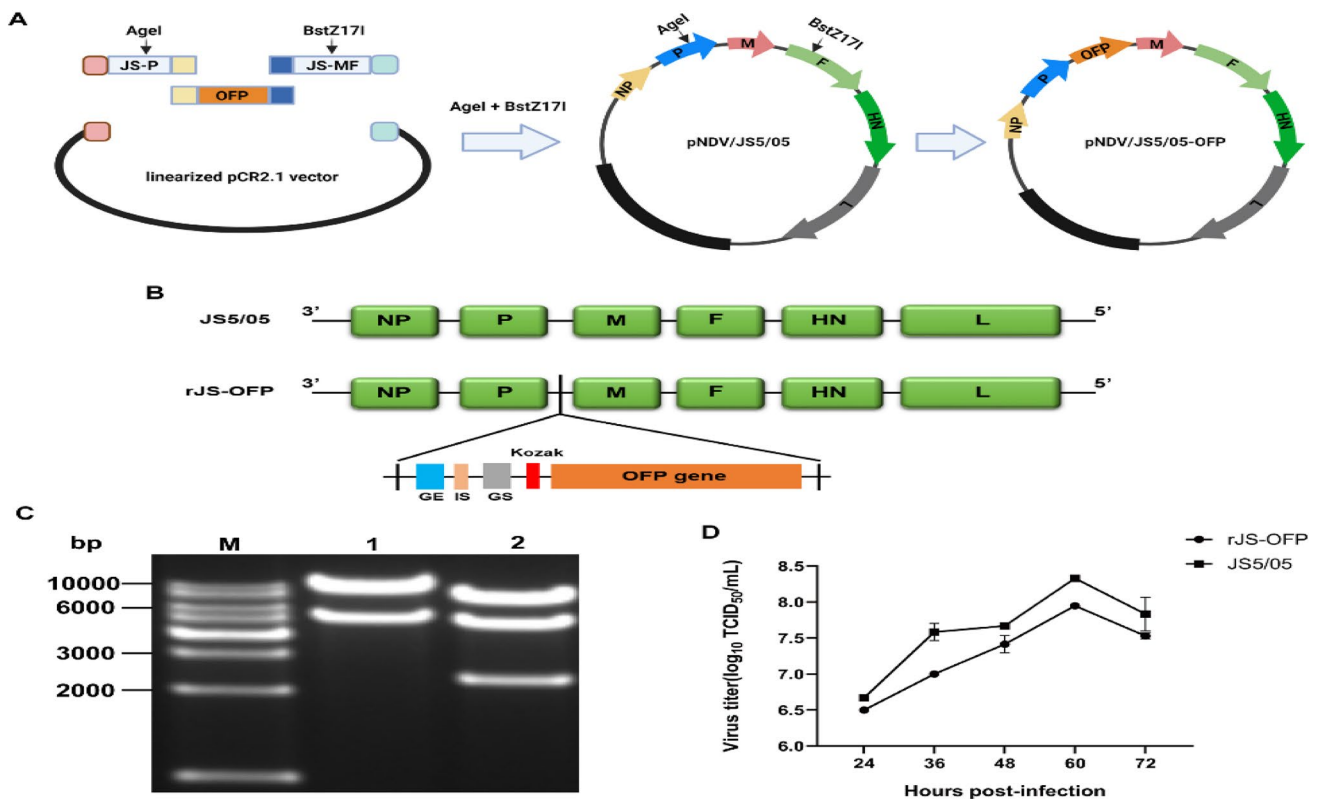 A
AgeI
BstZ17I
JS-P
JS-MF
OFP
linearized pCR2.1 vector
AgeI + BstZ17I
AgeI
BstZ17I
NP
P
M
F
HN
L
pNDV/JS5/05
NP
P
OFP
M
F
HN
L
pNDV/JS5/05-OFP
B
JS5/05
3’
NP
P
M
F
HN
L
5’
rJS-OFP
3’
NP
P
M
F
HN
L
5’
Kozak
OFP gene
GE
IS
GS
C
bp
M
1
2
10000
6000
3000
2000
D
rJS-OFP
JS5/05
Virus titer(log10 TCID50/mL)
8.5
8.0
7.5
7.0
6.5
6.0
24
36
48
60
72
Hours post-infection